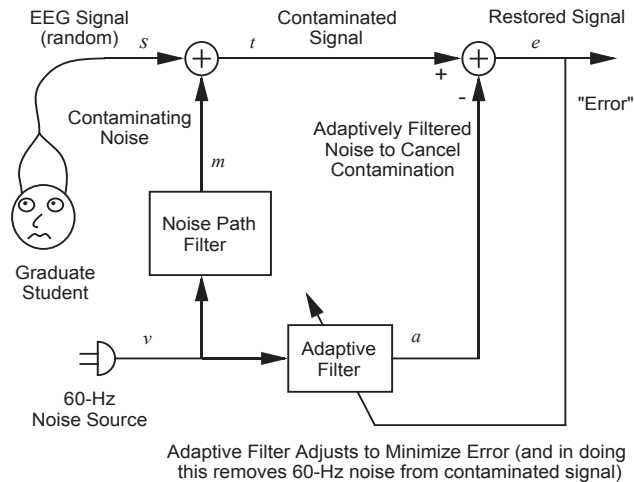 EEG Signal
(random)
s
t
Contaminated
Signal
Restored Signal
e
+
-
"Error"
Contaminating
Noise
m
Adaptively Filtered
Noise to Cancel
Contamination
Noise Path
Filter
Graduate
Student
v
Adaptive
Filter
a
60-Hz
Noise Source
Adaptive Filter Adjusts to Minimize Error (and in doing
this removes 60-Hz noise from contaminated signal)